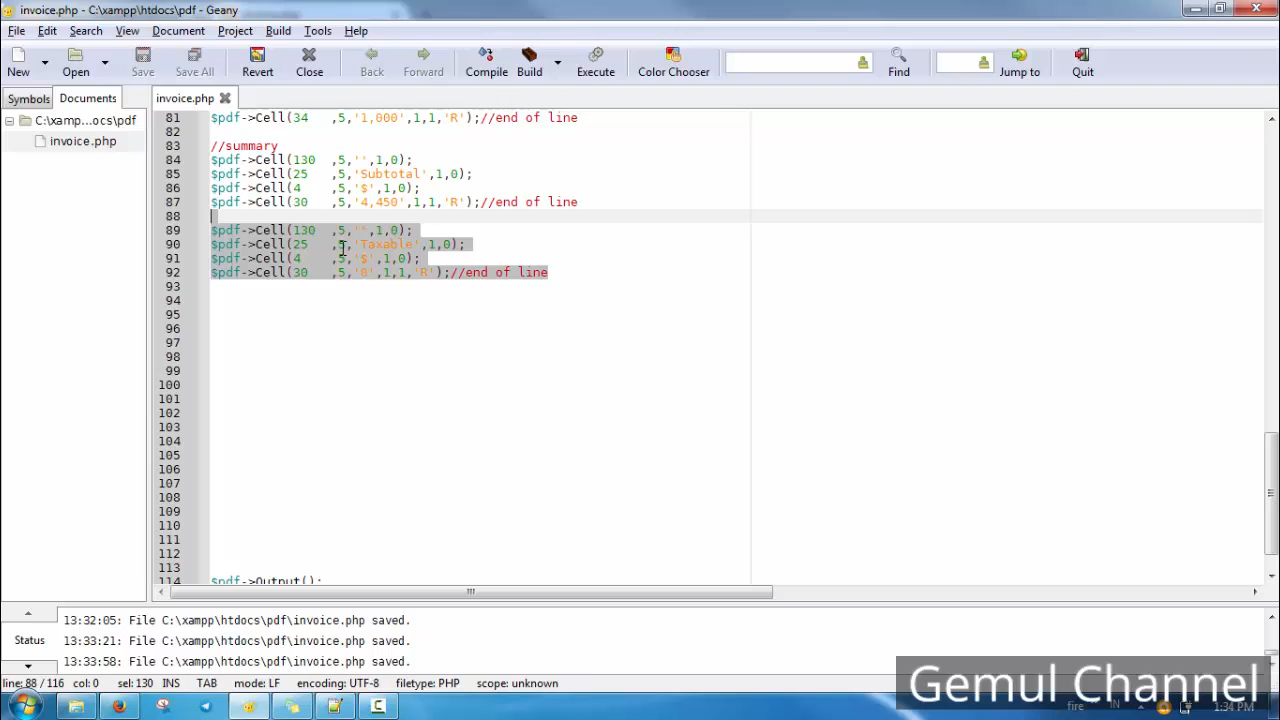 invoice.php - C:\xampp\htdocs\pdf - Geany
File Edit Search View Document Project Build Tools Help
New Open Save Save All Revert Close Back Forward Compile Build Execute Color Chooser Find Jump to Quit
Symbols Documents
invoice.php
C:\xamp...ocs\pdf
invoice.php
81 $pdf->Cell(34 ,5,'1,000',1,1,'R');//end of line
82
83 //summary
84 $pdf->Cell(130 ,5,'',1,0);
85 $pdf->Cell(25 ,5,'Subtotal',1,0);
86 $pdf->Cell(4 ,5,'$',1,0);
87 $pdf->Cell(30 ,5,'4,450',1,1,'R');//end of line
88
89 $pdf->Cell(130 ,5,'',1,0);
90 $pdf->Cell(25 ,5,'Taxable',1,0);
91 $pdf->Cell(4 ,5,'$',1,0);
92 $pdf->Cell(30 ,5,'0',1,1,'R');//end of line
93
94
95
96
97
98
99
100
101
102
103
104
105
106
107
108
109
110
111
112
113
114 $pdf->Output();
Status
13:32:05: File C:\xampp\htdocs\pdf\invoice.php saved.
13:33:21: File C:\xampp\htdocs\pdf\invoice.php saved.
13:33:58: File C:\xampp\htdocs\pdf\invoice.php saved.
line: 88 / 116 col: 0 sel: 130 INS TAB mode: LF encoding: UTF-8 filetype: PHP scope: unknown
Gemul Channel
fire IN 1:34 PM